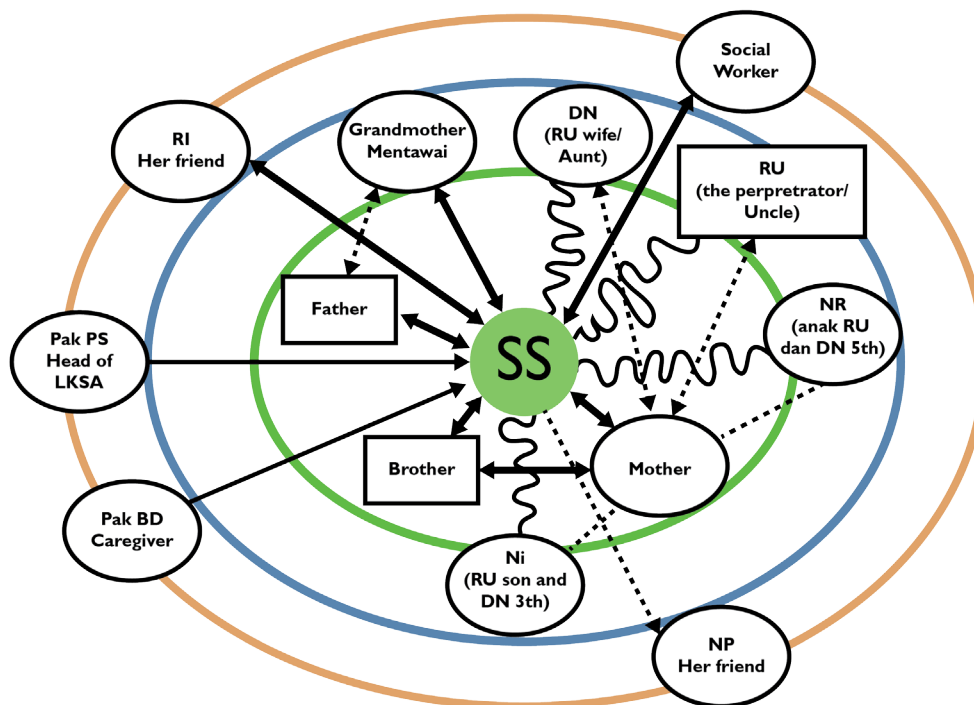 Social
Worker
RI
Her friend
Grandmother
Mentawai
DN
(RU wife/
Aunt)
RU
(the perpretrator/
Uncle)
Father
NR
(anak RU
dan DN 5th)
Pak PS
Head of
LKSA
SS
Brother
Mother
Pak BD
Caregiver
Ni
(RU son and
DN 3th)
NP
Her friend